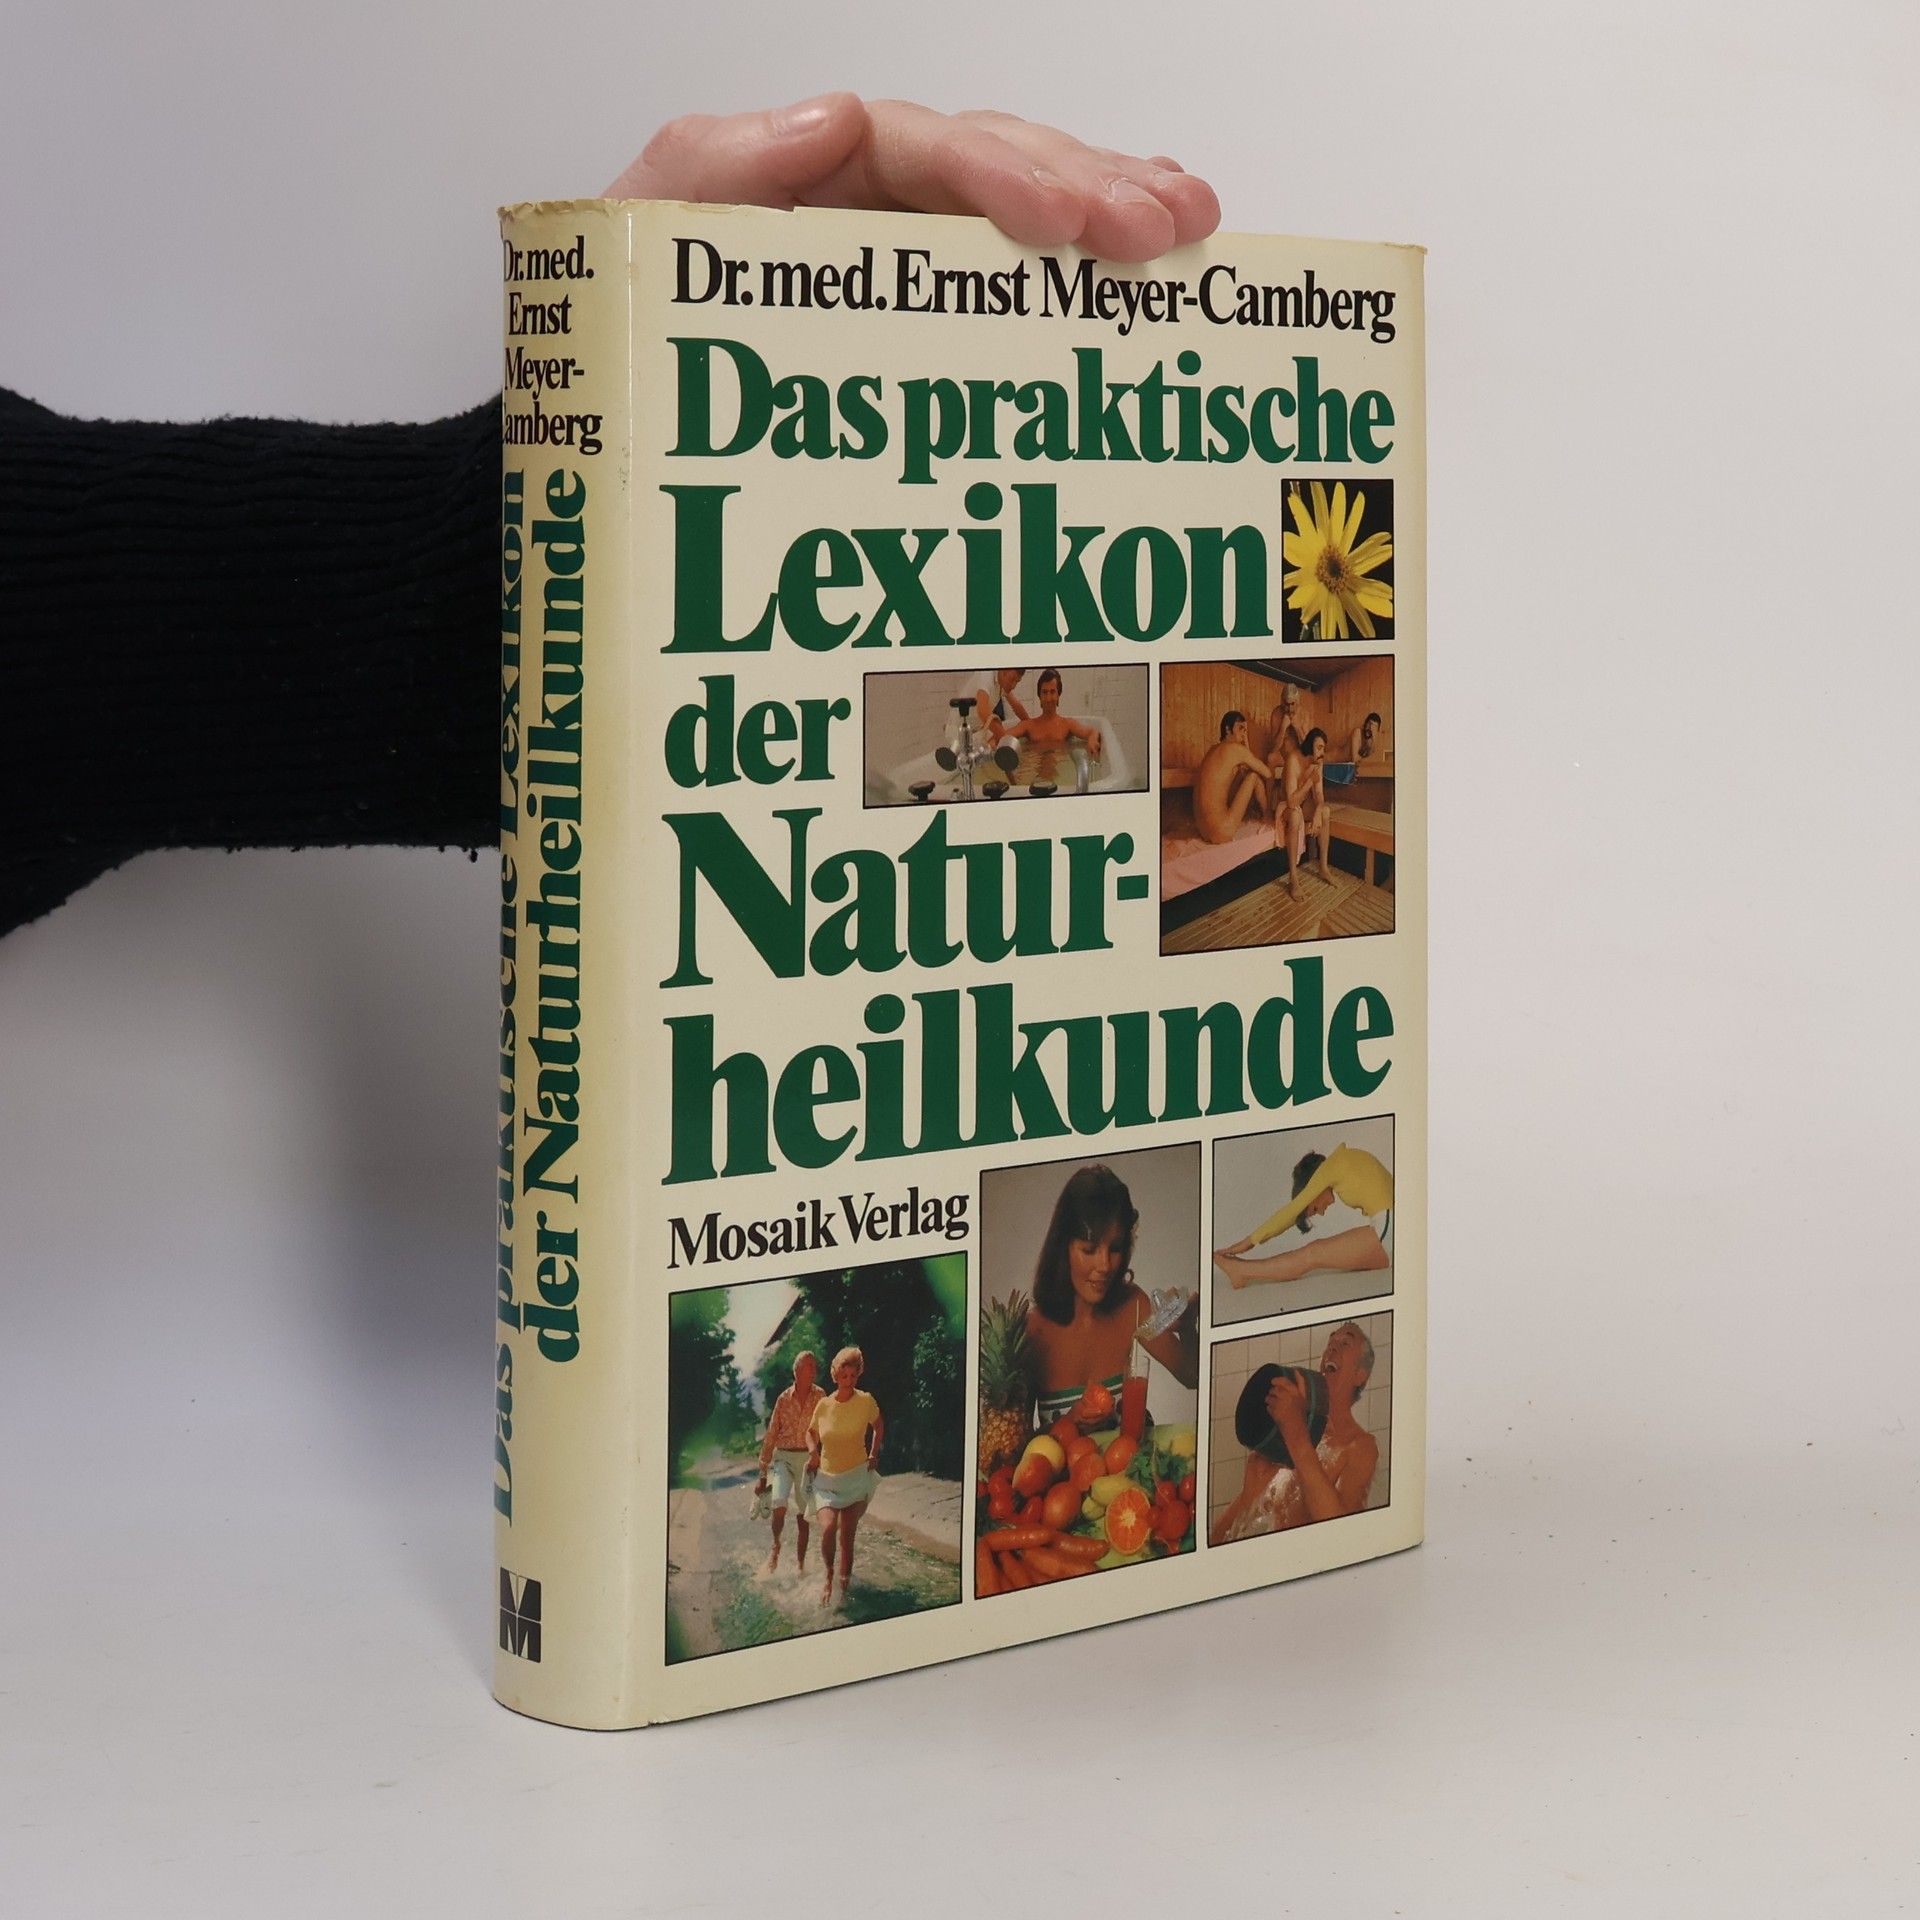 Dr. med. Ernst Meyer-Camberg
Das praktische
Lexikon
der
Natur-
heilkunde
Mosaik Verlag
Dr. med.
Ernst
Meyer-
Camberg
Das praktische Lexikon
der Naturheilkunde